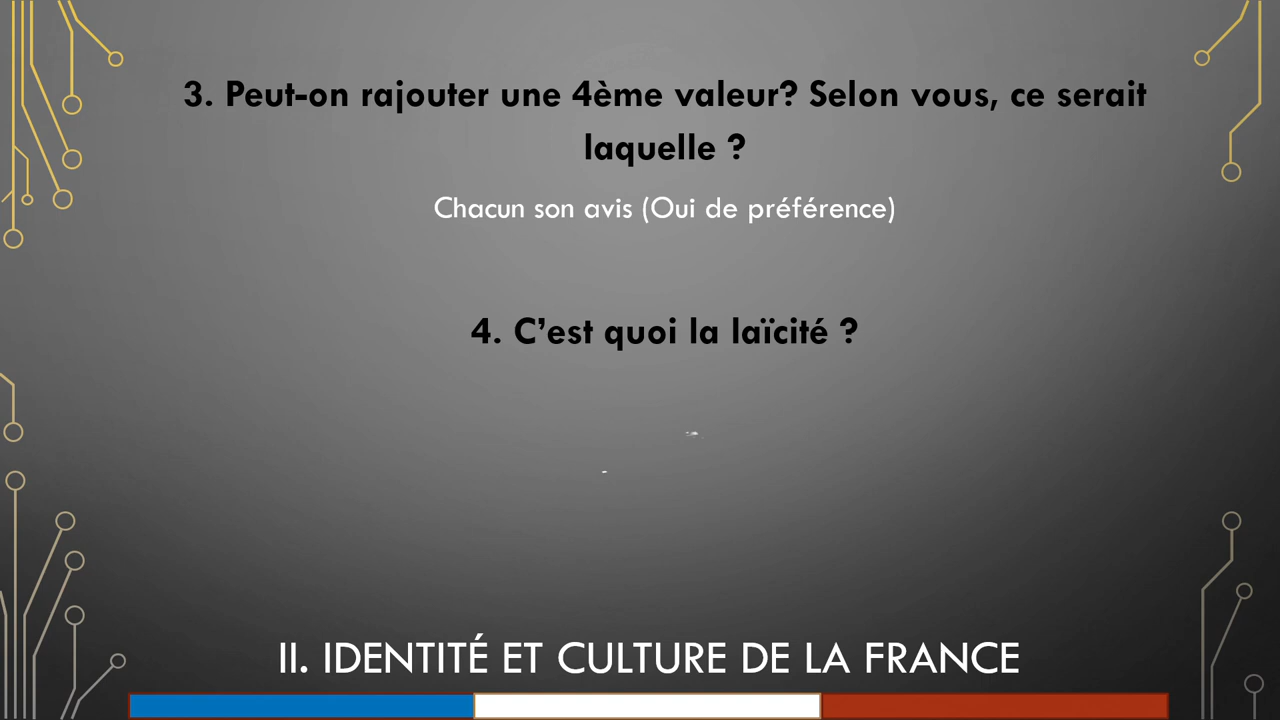 3. Peut-on rajouter une 4ème valeur? Selon vous, ce serait
laquelle ?
Chacun son avis (Oui de préférence)
4. C’est quoi la laïcité ?
II. IDENTITÉ ET CULTURE DE LA FRANCE